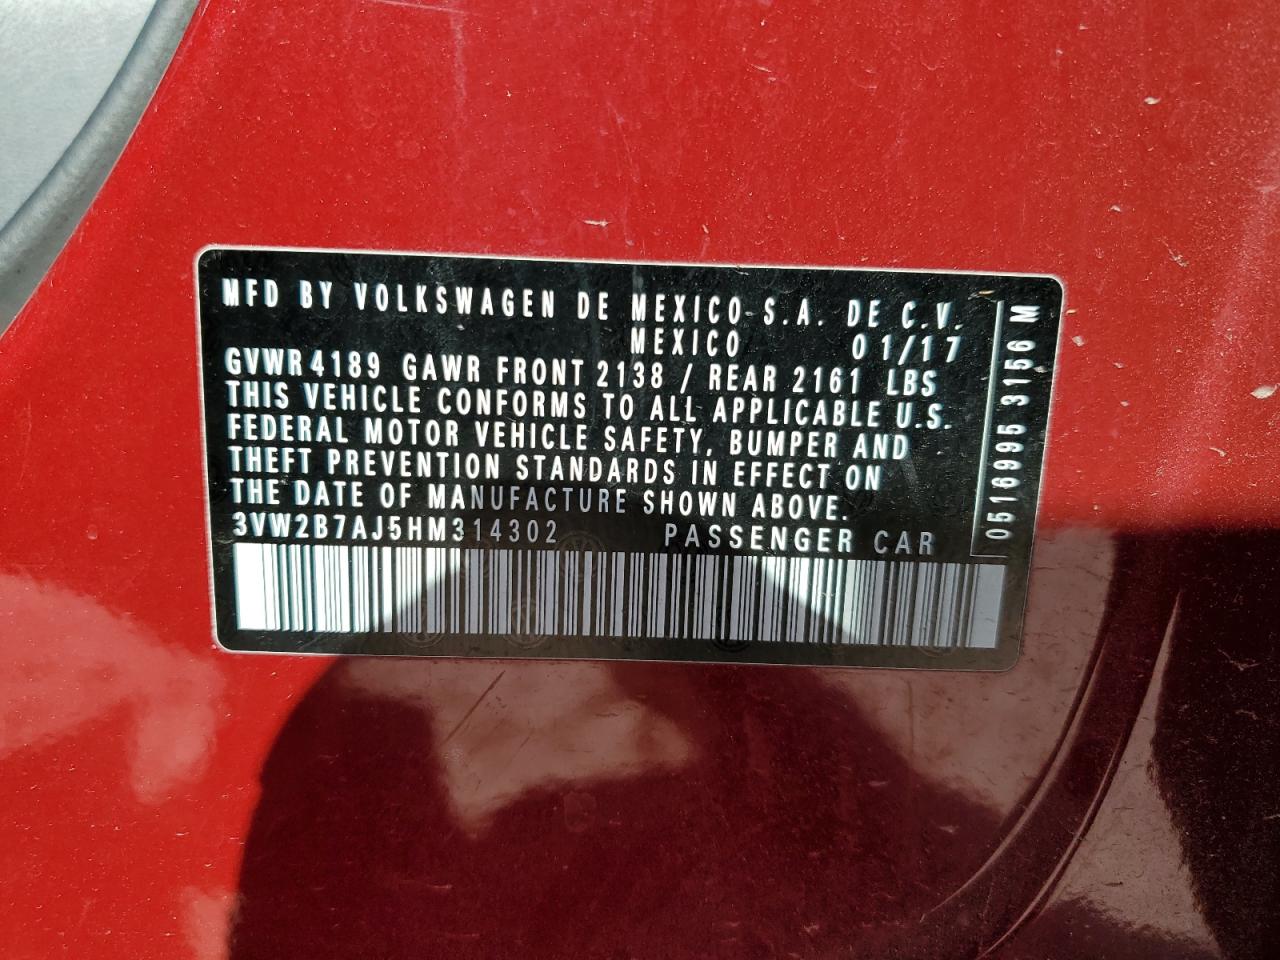 MFD BY VOLKSWAGEN DE MEXICO S.A. DE C.V.
MEXICO 01/17
GVWR 4189 GAWR FRONT 2138 / REAR 2161 LBS
THIS VEHICLE CONFORMS TO ALL APPLICABLE U.S.
FEDERAL MOTOR VEHICLE SAFETY, BUMPER AND
THEFT PREVENTION STANDARDS IN EFFECT ON
THE DATE OF MANUFACTURE SHOWN ABOVE.
3VW2B7AJ5HM314302 PASSENGER CAR
0516995 3156 M